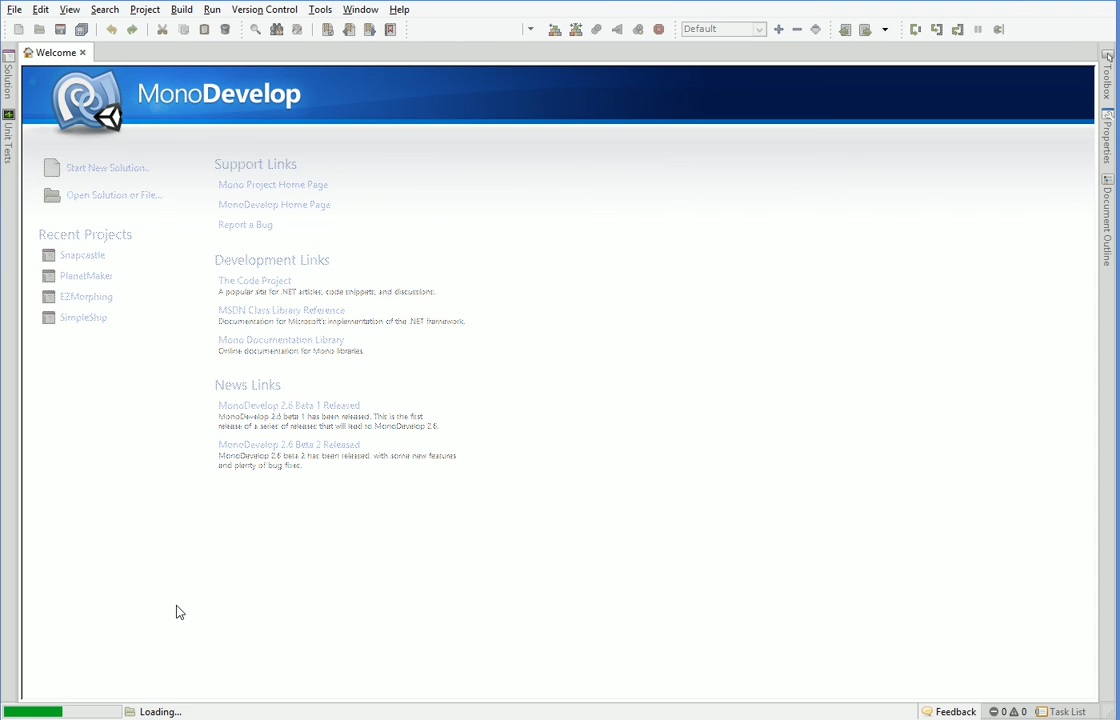 File Edit View Search Project Build Run Version Control Tools Window Help
Default
Welcome
Solution
Unit Tests
Toolbox
Properties
Document Outline
MonoDevelop
Start New Solution...
Open Solution or File...
Recent Projects
Snapcastle
PlanetMaker
EZMorphing
SimpleShip
Support Links
Mono Project Home Page
MonoDevelop Home Page
Report a Bug
Development Links
The Code Project
A popular site for .NET articles, code snippets, and discussions.
MSDN Class Library Reference
Documentation for Microsoft's implementation of the .NET framework.
Mono Documentation Library
Online documentation for Mono libraries
News Links
MonoDevelop 2.6 Beta 1 Released
MonoDevelop 2.6 beta 1 has been released. This is the first
release of a series of releases that will lead to MonoDevelop 2.6.
MonoDevelop 2.6 Beta 2 Released
MonoDevelop 2.6 beta 2 has been released, with some new features
and plenty of bug fixes.
Loading...
Feedback 0 0 Task List